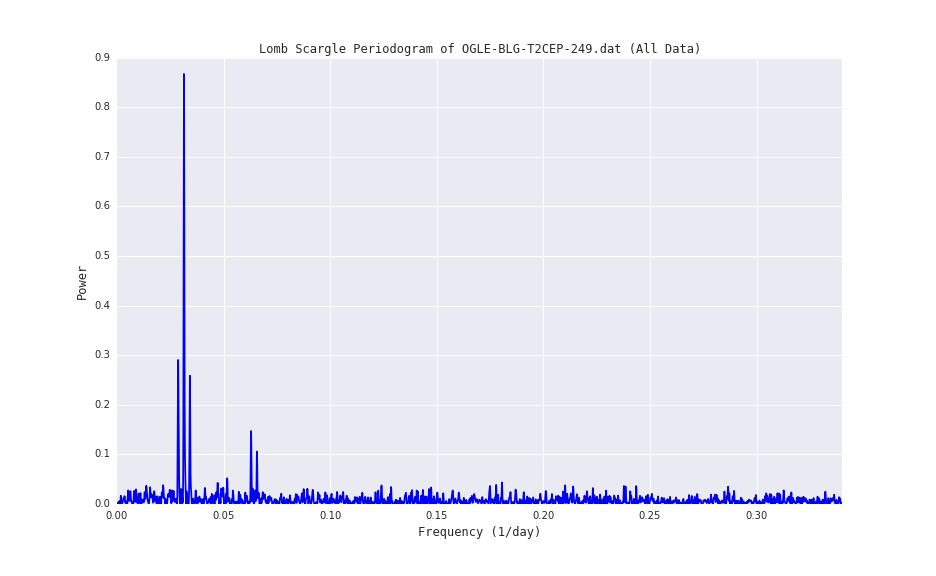 Lomb Scargle Periodogram of OGLE-BLG-T2CEP-249.dat (All Data)
0.9
0.8
0.7
0.6
0.5
0.4
0.3
0.2
0.1
0.0
Power
0.00 0.05 0.10 0.15 0.20 0.25 0.30
Frequency (1/day)